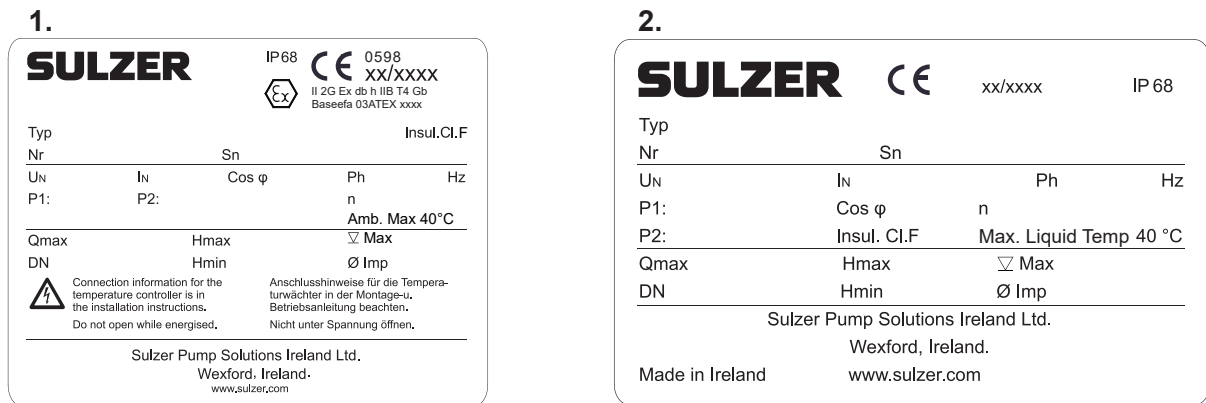 1.
SULZER IP 68 CE 0598
xx/xxxx
Ex II 2G Ex db h IIB T4 Gb
Baseefa 03ATEX xxxx
Typ Insul.Cl.F
Nr Sn
UN IN Cos φ Ph Hz
P1: P2: n
Amb. Max 40°C
Qmax Hmax ▽ Max
DN Hmin Ø Imp
Connection information for the
temperature controller is in
the installation instructions.
Do not open while energised.
Anschlusshinweise für die Tempera-
turwächter in der Montage-u.
Betriebsanleitung beachten.
Nicht unter Spannung öffnen.
Sulzer Pump Solutions Ireland Ltd.
Wexford, Ireland.
www.sulzer.com
2.
SULZER CE xx/xxxx IP 68
Typ
Nr Sn
UN IN Ph Hz
P1: Cos φ n
P2: Insul. Cl.F Max. Liquid Temp 40 °C
Qmax Hmax ▽ Max
DN Hmin Ø Imp
Sulzer Pump Solutions Ireland Ltd.
Wexford, Ireland.
Made in Ireland www.sulzer.com